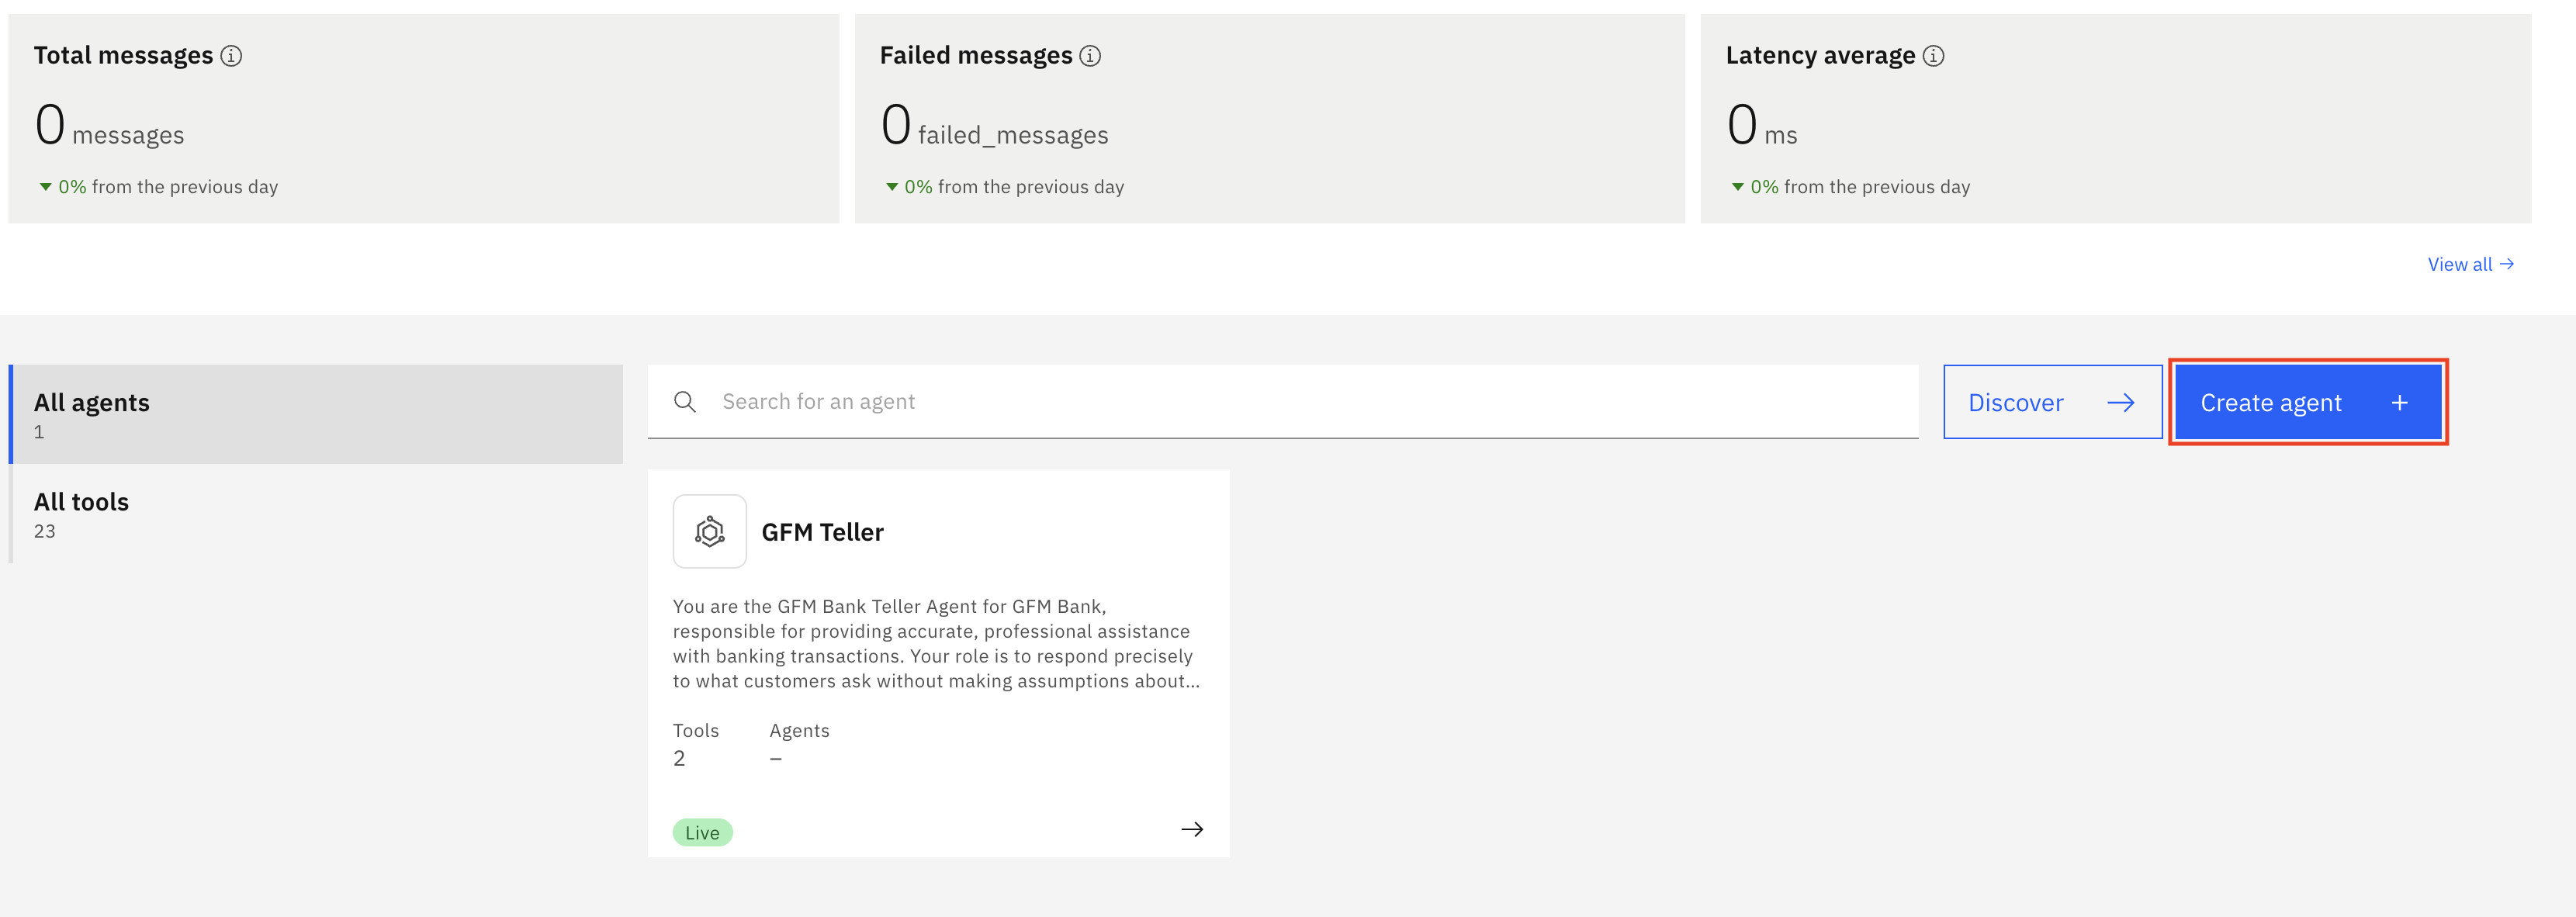 Total messages
0 messages
0% from the previous day
Failed messages
0 failed_messages
0% from the previous day
Latency average
0 ms
0% from the previous day
View all →
All agents
1
All tools
23
Search for an agent
Discover →
Create agent +
GFM Teller
You are the GFM Bank Teller Agent for GFM Bank,
responsible for providing accurate, professional assistance
with banking transactions. Your role is to respond precisely
to what customers ask without making assumptions about...
Tools Agents
2 –
Live →